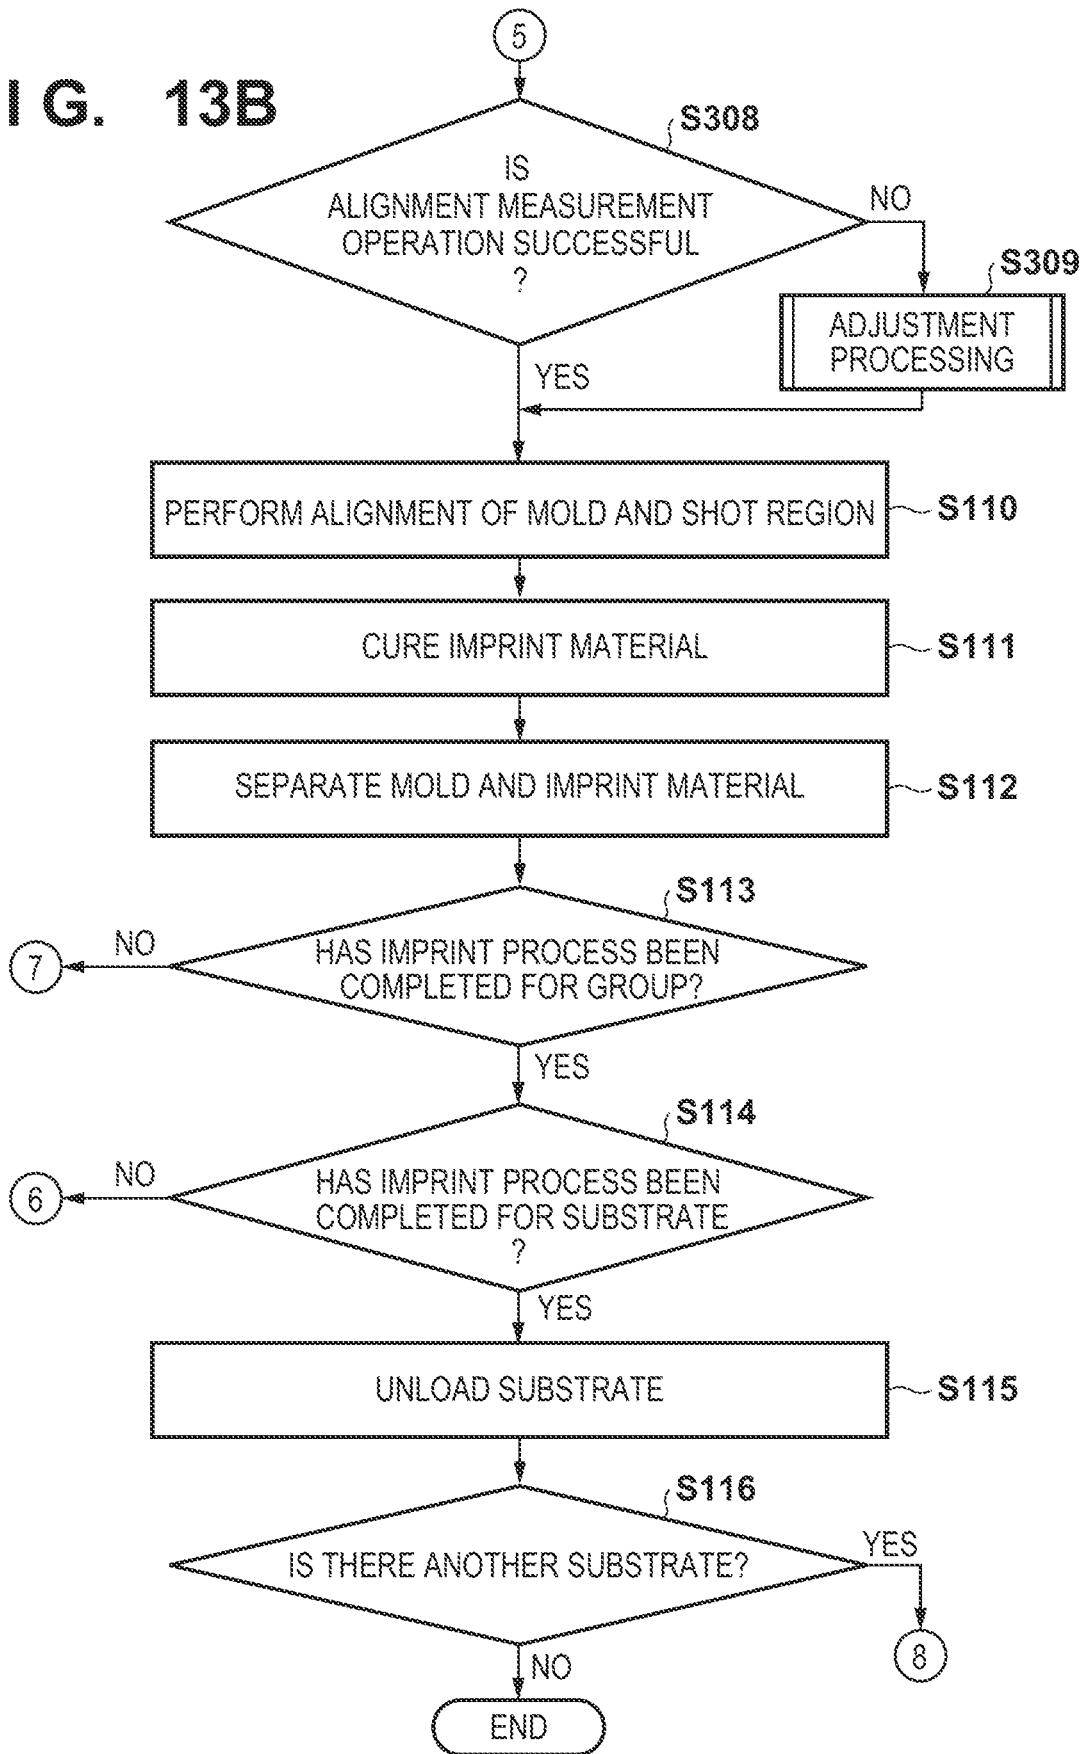 5
I G. 13B
S308
IS
ALIGNMENT MEASUREMENT
OPERATION SUCCESSFUL
?
NO
S309
ADJUSTMENT
PROCESSING
YES
PERFORM ALIGNMENT OF MOLD AND SHOT REGION
S110
CURE IMPRINT MATERIAL
S111
SEPARATE MOLD AND IMPRINT MATERIAL
S112
S113
NO
7
HAS IMPRINT PROCESS BEEN
COMPLETED FOR GROUP?
YES
S114
NO
6
HAS IMPRINT PROCESS BEEN
COMPLETED FOR SUBSTRATE
?
YES
UNLOAD SUBSTRATE
S115
S116
IS THERE ANOTHER SUBSTRATE?
YES
8
NO
END